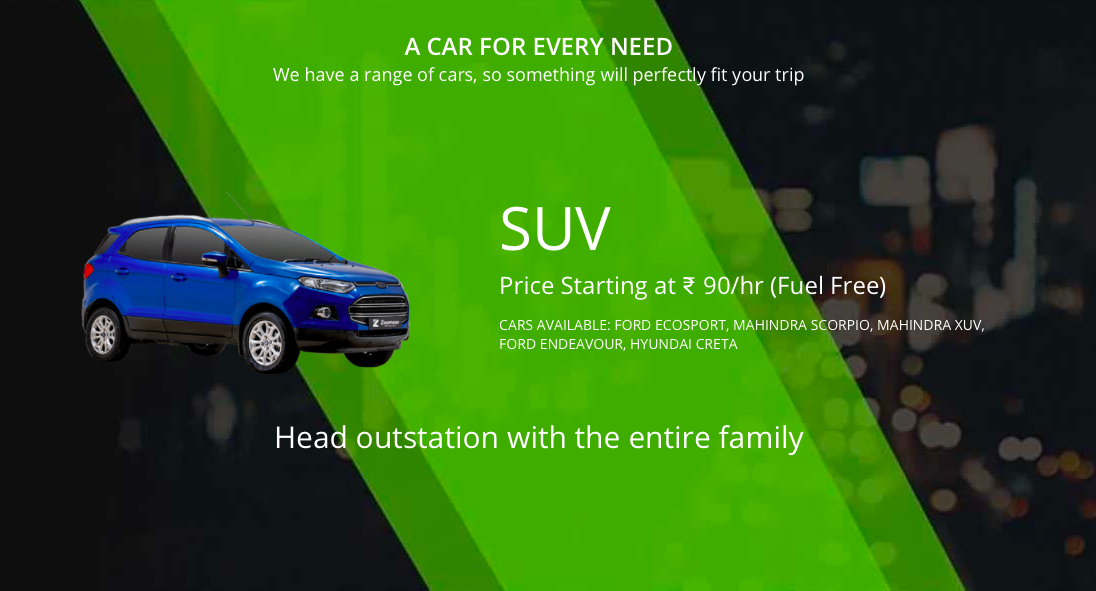 A CAR FOR EVERY NEED
We have a range of cars, so something will perfectly fit your trip
SUV
Price Starting at ₹ 90/hr (Fuel Free)
CARS AVAILABLE: FORD ECOSPORT, MAHINDRA SCORPIO, MAHINDRA XUV,
FORD ENDEAVOUR, HYUNDAI CRETA
Z Zoomcar
Head outstation with the entire family